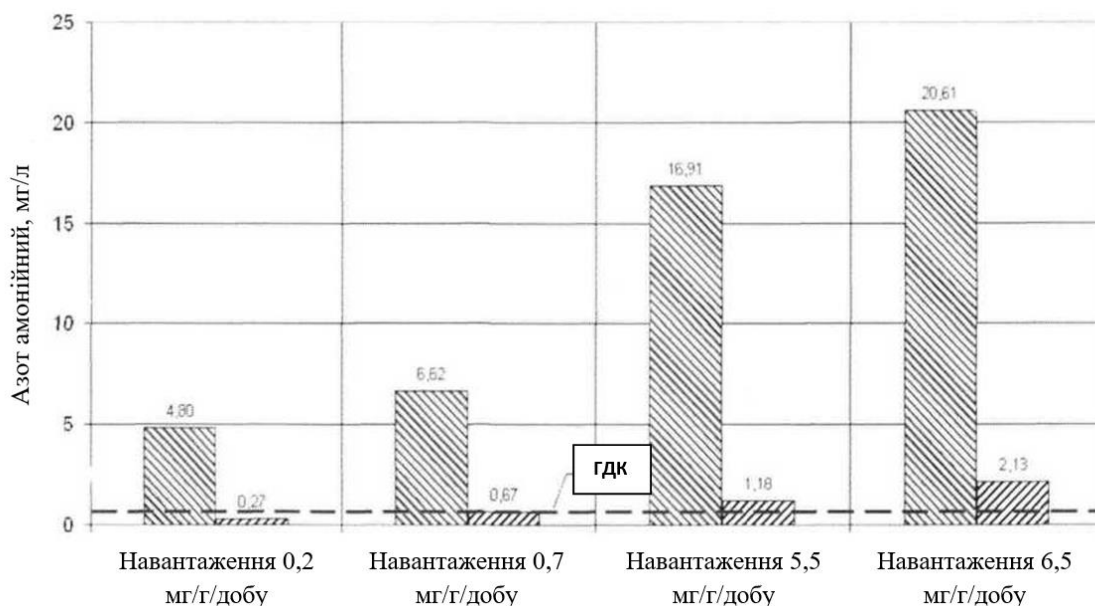 25
20
15
10
5
0
Азот амонійний, мг/л
4,80
0,27
6,62
0,67
ГДК
16,91
1,18
20,61
2,13
Навантаження 0,2
мг/г/добу
Навантаження 0,7
мг/г/добу
Навантаження 5,5
мг/г/добу
Навантаження 6,5
мг/г/добу